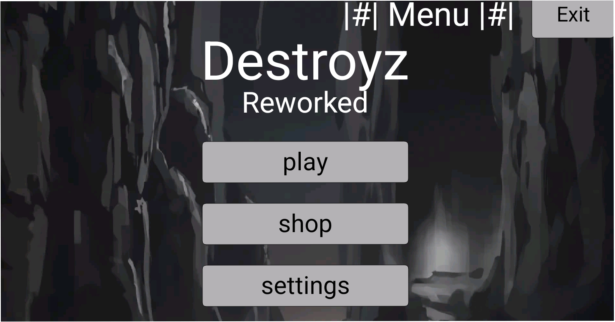 |#| Menu |#|
Exit
Destroyz
Reworked
play
shop
settings